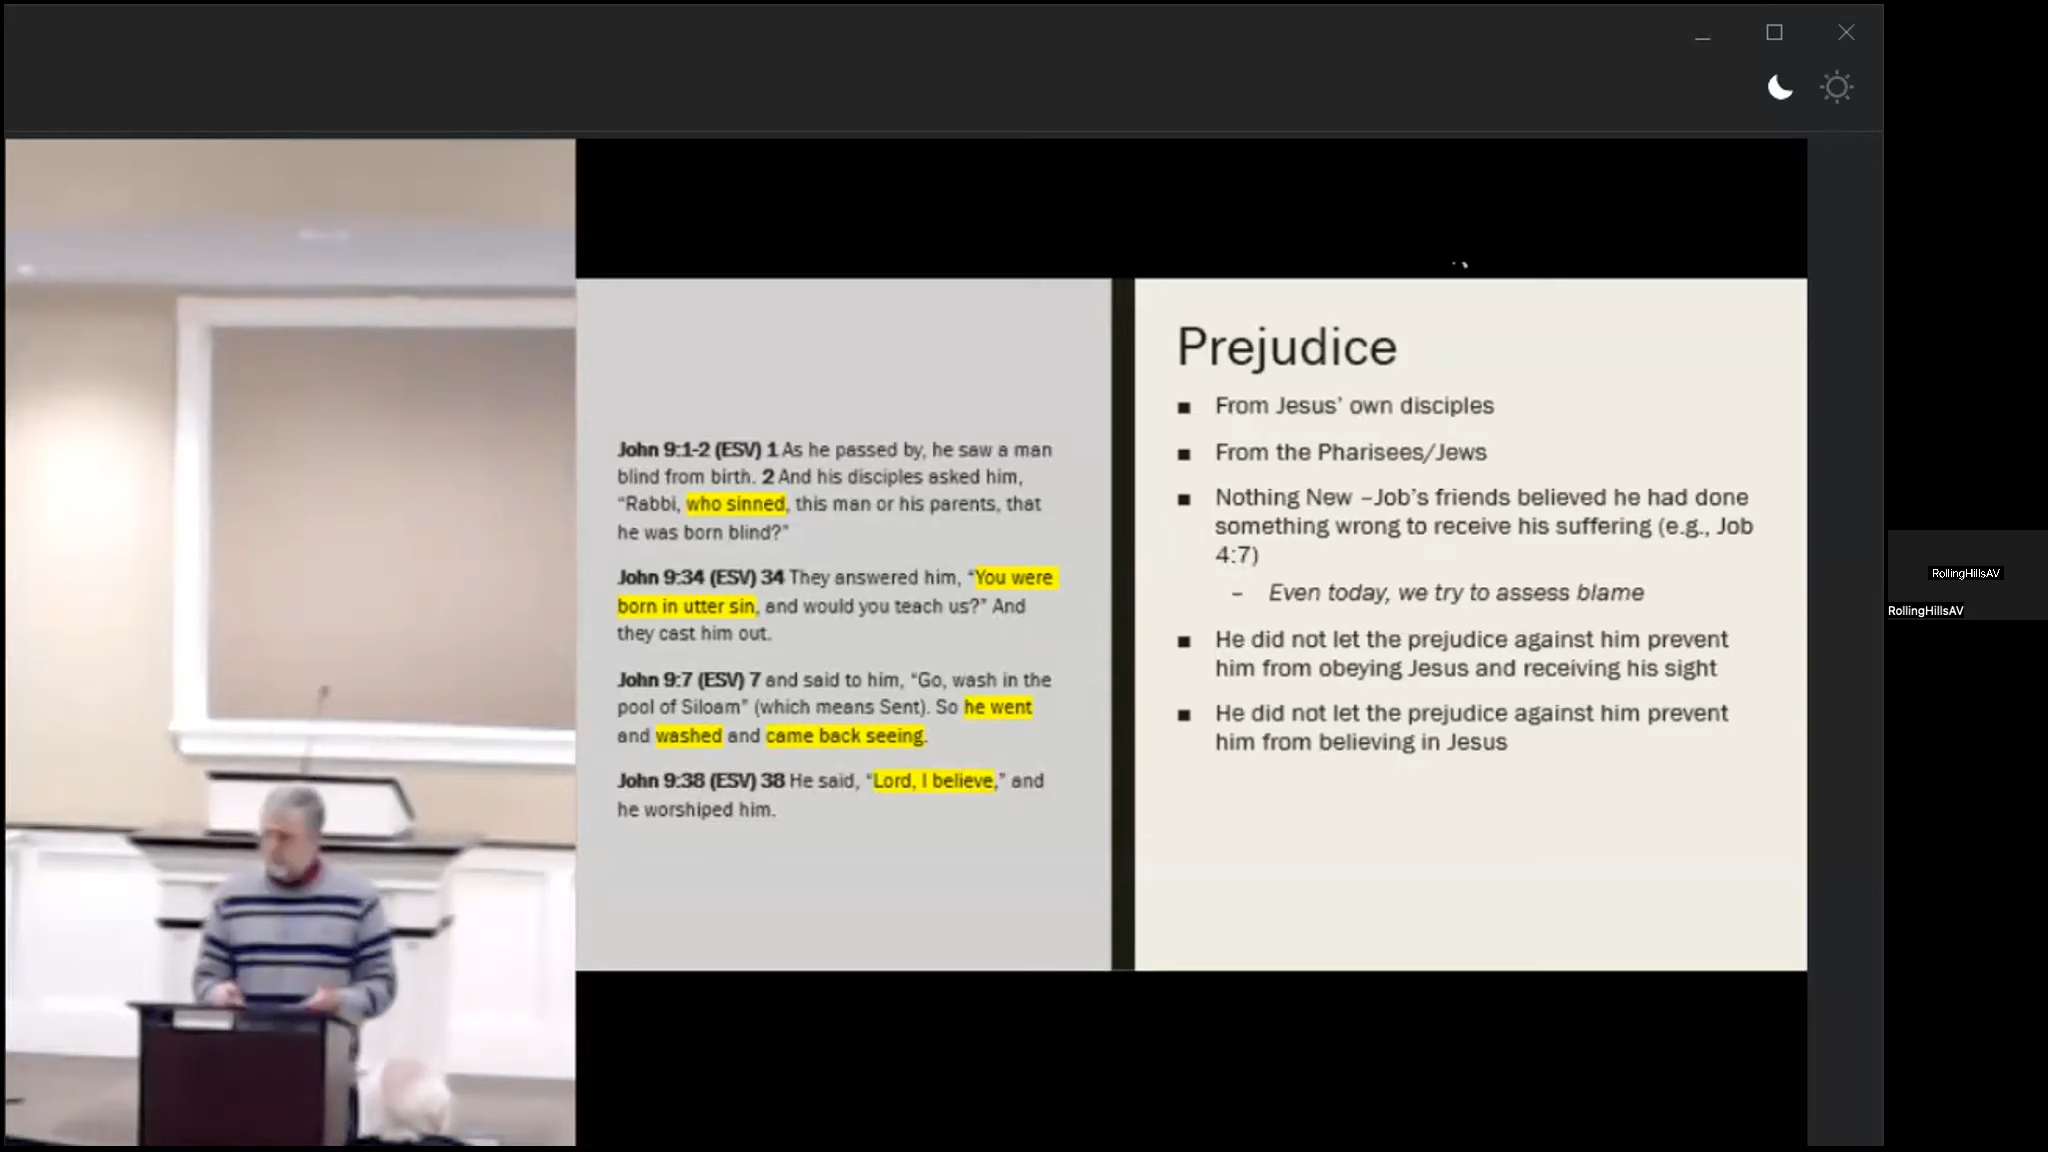 John 9:1-2 (ESV) 1 As he passed by, he saw a man
blind from birth. 2 And his disciples asked him,
“Rabbi, who sinned, this man or his parents, that
he was born blind?”
John 9:34 (ESV) 34 They answered him, “You were
born in utter sin, and would you teach us?” And
they cast him out.
John 9:7 (ESV) 7 and said to him, “Go, wash in the
pool of Siloam” (which means Sent). So he went
and washed and came back seeing.
John 9:38 (ESV) 38 He said, “Lord, I believe,” and
he worshiped him.
Prejudice
■ From Jesus’ own disciples
■ From the Pharisees/Jews
■ Nothing New –Job’s friends believed he had done
something wrong to receive his suffering (e.g., Job
4:7)
– Even today, we try to assess blame
■ He did not let the prejudice against him prevent
him from obeying Jesus and receiving his sight
■ He did not let the prejudice against him prevent
him from believing in Jesus
RollingHillsAV
RollingHillsAV